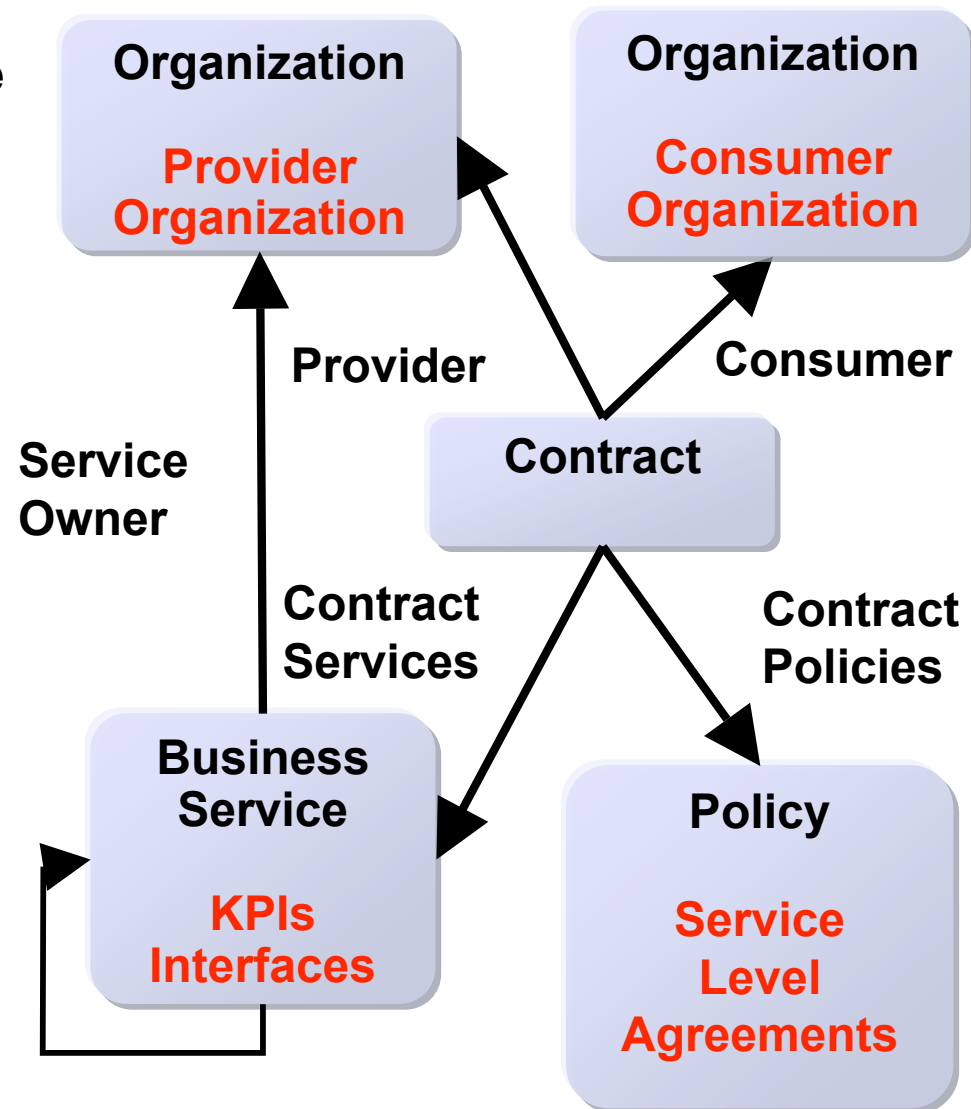 Organization
Provider
Organization
Organization
Consumer
Organization
Provider
Consumer
Service
Owner
Contract
Contract
Services
Contract
Policies
Business
Service
KPIs
Interfaces
Policy
Service
Level
Agreements